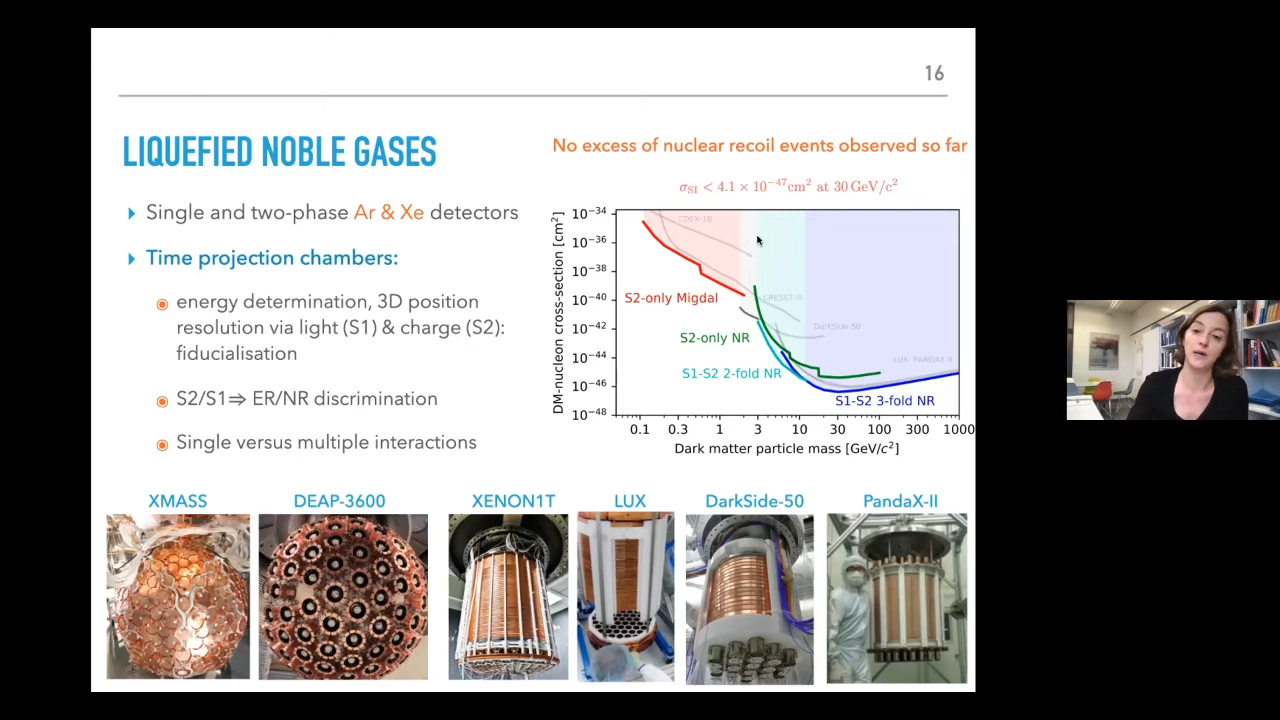 16
LIQUEFIED NOBLE GASES
Single and two-phase Ar & Xe detectors
Time projection chambers:
energy determination, 3D position
resolution via light (S1) & charge (S2):
fiducialisation
S2/S1⇒ ER/NR discrimination
Single versus multiple interactions
No excess of nuclear recoil events observed so far
σ_SI < 4.1 × 10⁻⁴⁷cm² at 30 GeV/c²
DM-nucleon cross-section [cm²]
10⁻³⁴
10⁻³⁶
10⁻³⁸
10⁻⁴⁰
10⁻⁴²
10⁻⁴⁴
10⁻⁴⁶
10⁻⁴⁸
CDEX-1B
S2-only Migdal
CRESST-III
DarkSide-50
S2-only NR
LUX PANDAX-II
S1-S2 2-fold NR
S1-S2 3-fold NR
0.1 0.3 1 3 10 30 100 300 1000
Dark matter particle mass [GeV/c²]
XMASS DEAP-3600 XENON1T LUX DarkSide-50 PandaX-II